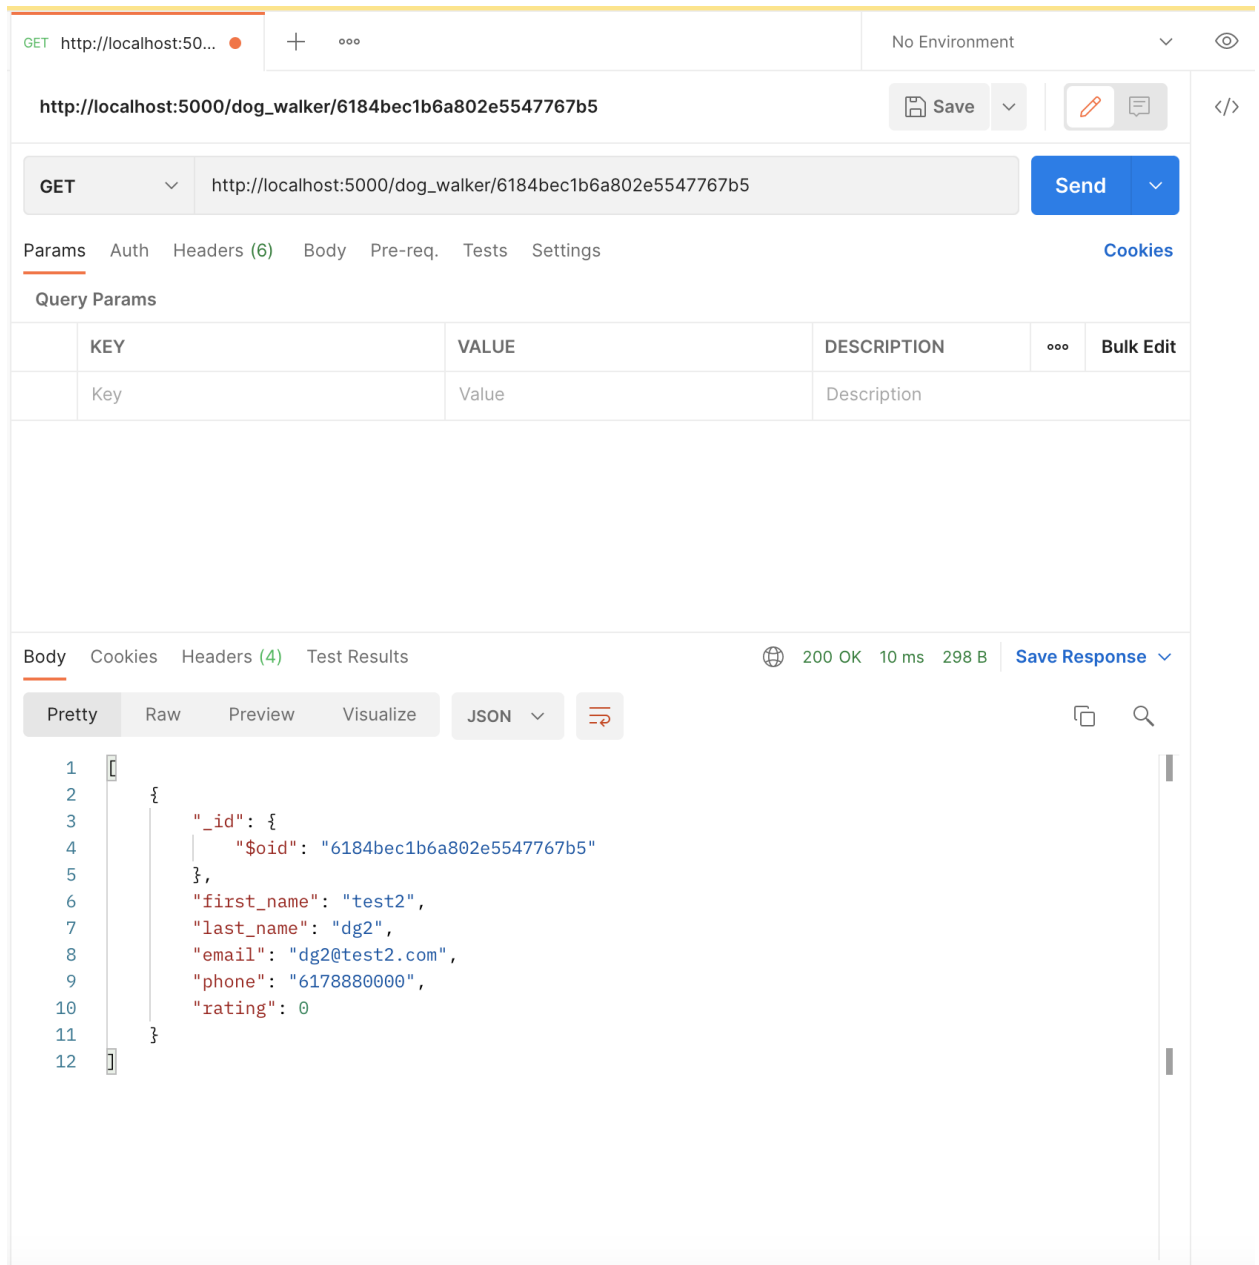 GET http://localhost:50...
No Environment
http://localhost:5000/dog_walker/6184bec1b6a802e5547767b5
Save
GET
http://localhost:5000/dog_walker/6184bec1b6a802e5547767b5
Send
Params Auth Headers (6) Body Pre-req. Tests Settings Cookies
Query Params
KEY VALUE DESCRIPTION Bulk Edit
Key Value Description
Body Cookies Headers (4) Test Results 200 OK 10 ms 298 B Save Response
Pretty Raw Preview Visualize JSON
1 [
2 {
3 "_id": {
4 "$oid": "6184bec1b6a802e5547767b5"
5 },
6 "first_name": "test2",
7 "last_name": "dg2",
8 "email": "dg2@test2.com",
9 "phone": "6178880000",
10 "rating": 0
11 }
12 ]